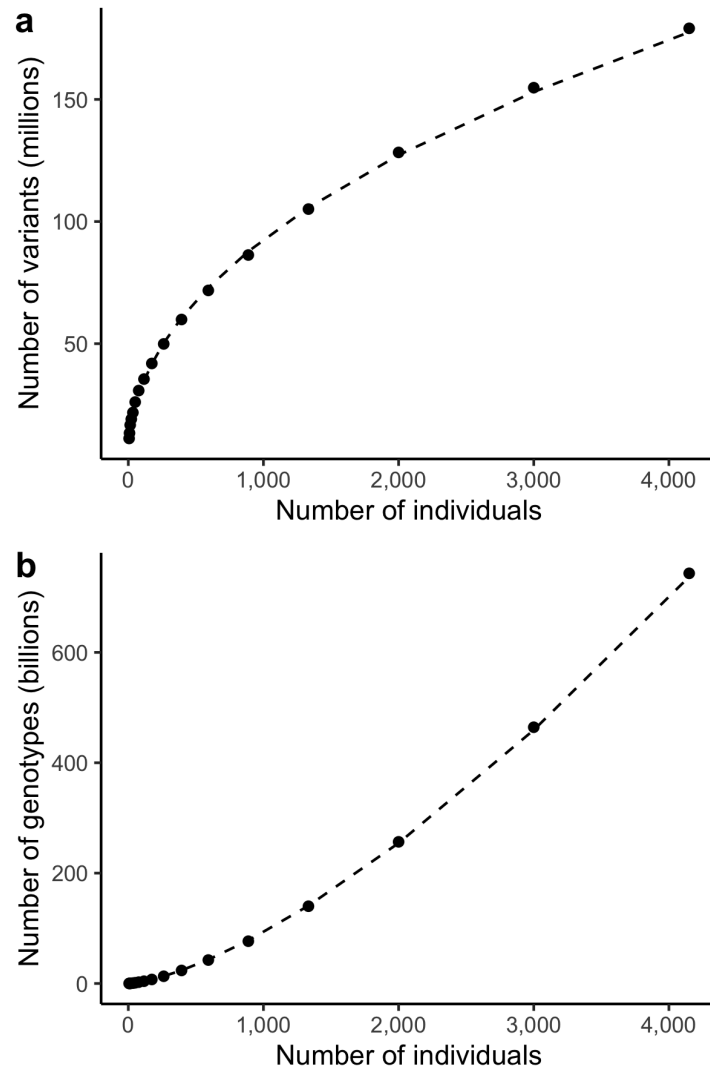 a
Number of variants (millions)
150
100
50
0
1,000
2,000
3,000
4,000
Number of individuals
b
Number of genotypes (billions)
600
400
200
0
0
1,000
2,000
3,000
4,000
Number of individuals